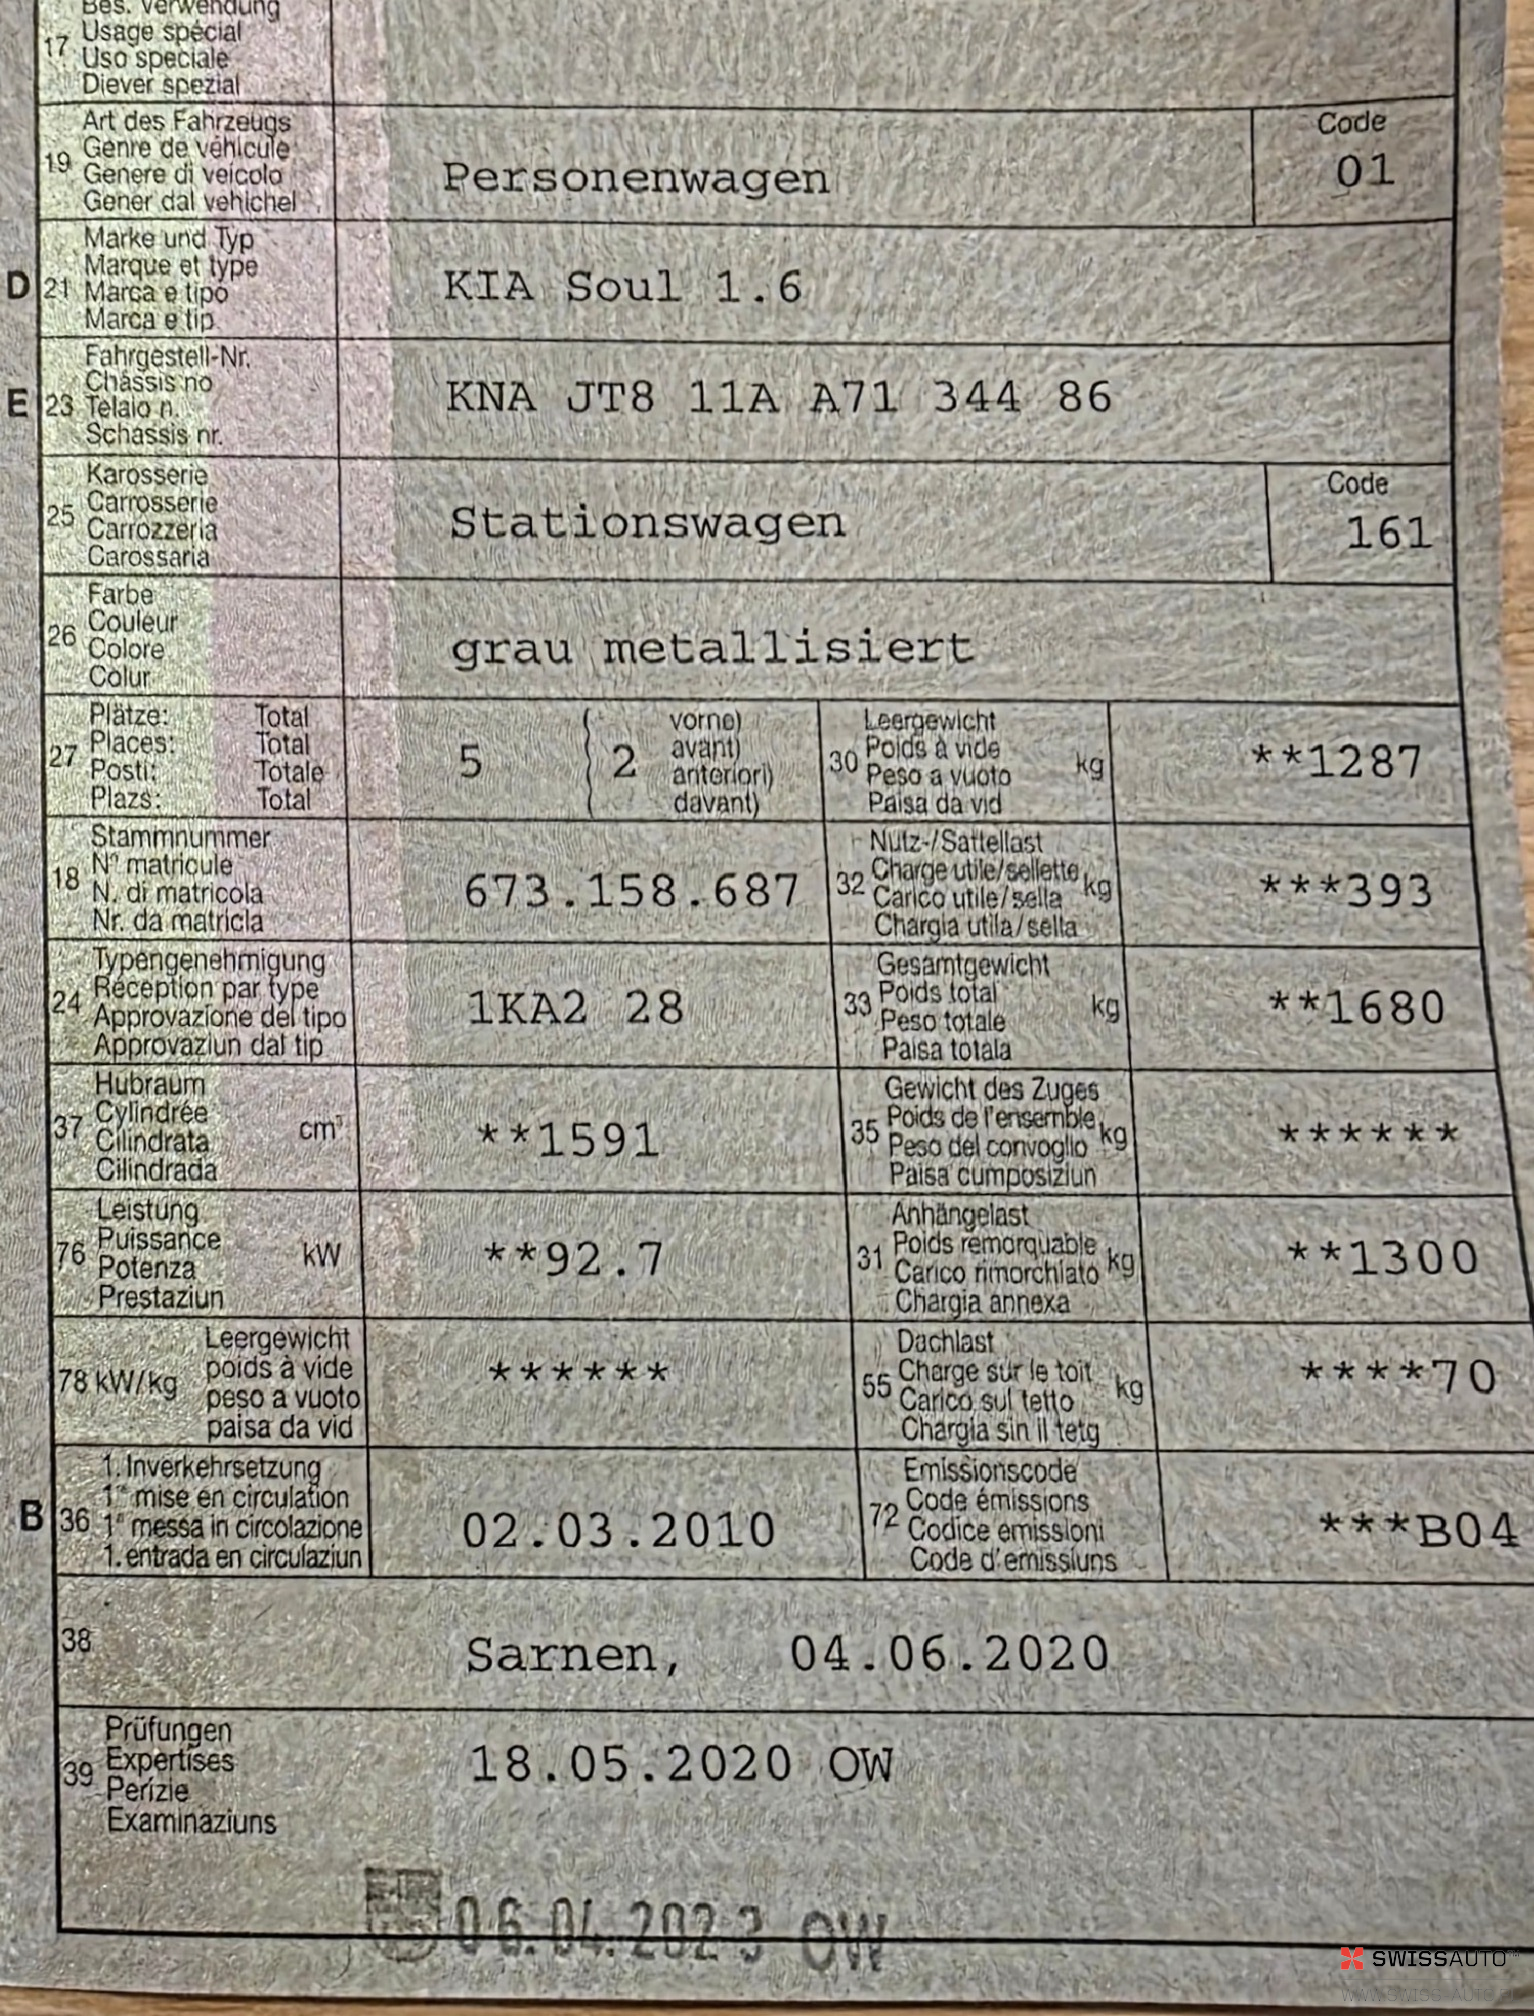 Bes. Verwendung
17 Usage spécial
Uso speciale
Diever spezial
Art des Fahrzeugs
19 Genre de véhicule
Genere di veicolo
Gener dal vehichel
Personenwagen
Code
01
Marke und Typ
D 21 Marque et type
Marca e tipo
Marca e tip
KIA Soul 1.6
Fahrgestell-Nr.
Châssis no
E 23 Telaio n.
Schassis nr.
KNA JT8 11A A71 344 86
Karosserie
25 Carrosserie
Carrozzeria
Carossaria
Stationswagen
Code
161
Farbe
26 Couleur
Colore
Colur
grau metallisiert
27 Plätze: Total
Places: Total
Posti: Totale
Plazs: Total
5 ( 2 vorne)
avant)
anteriori)
davant)
30 Leergewicht
Poids à vide
Peso a vuoto
Paisa da vid
kg
**1287
18 Stammnummer
N° matricule
N. di matricola
Nr. da matricla
673.158.687
32 Nutz-/Sattellast
Charge utile/sellette
Carico utile/sella
Chargia utila/sella
kg
***393
24 Typengenehmigung
Réception par type
Approvazione del tipo
Approvaziun dal tip
1KA2 28
33 Gesamtgewicht
Poids total
Peso totale
Paisa totala
kg
**1680
37 Hubraum
Cylindrée
Cilindrata
Cilindrada
cm³
**1591
35 Gewicht des Zuges
Poids de l'ensemble
Peso del convoglio
Paisa cumposiziun
kg
******
76 Leistung
Puissance
Potenza
Prestaziun
kW
**92.7
31 Anhängelast
Poids remorquable
Carico rimorchiato
Chargia annexa
kg
**1300
78 kW/kg
Leergewicht
poids à vide
peso a vuoto
paisa da vid
******
55 Dachlast
Charge sur le toit
Carico sul tetto
Chargia sin il tetg
kg
****70
B 36 1. Inverkehrsetzung
1re mise en circulation
1a messa in circolazione
1. entrada en circulaziun
02.03.2010
72 Emissionscode
Code émissions
Codice emissioni
Code d'emissiuns
***B04
38 Sarnen, 04.06.2020
39 Prüfungen
Expertises
Perizie
Examinaziuns
18.05.2020 OW
06.04.2023 OW
SWISSAUTO